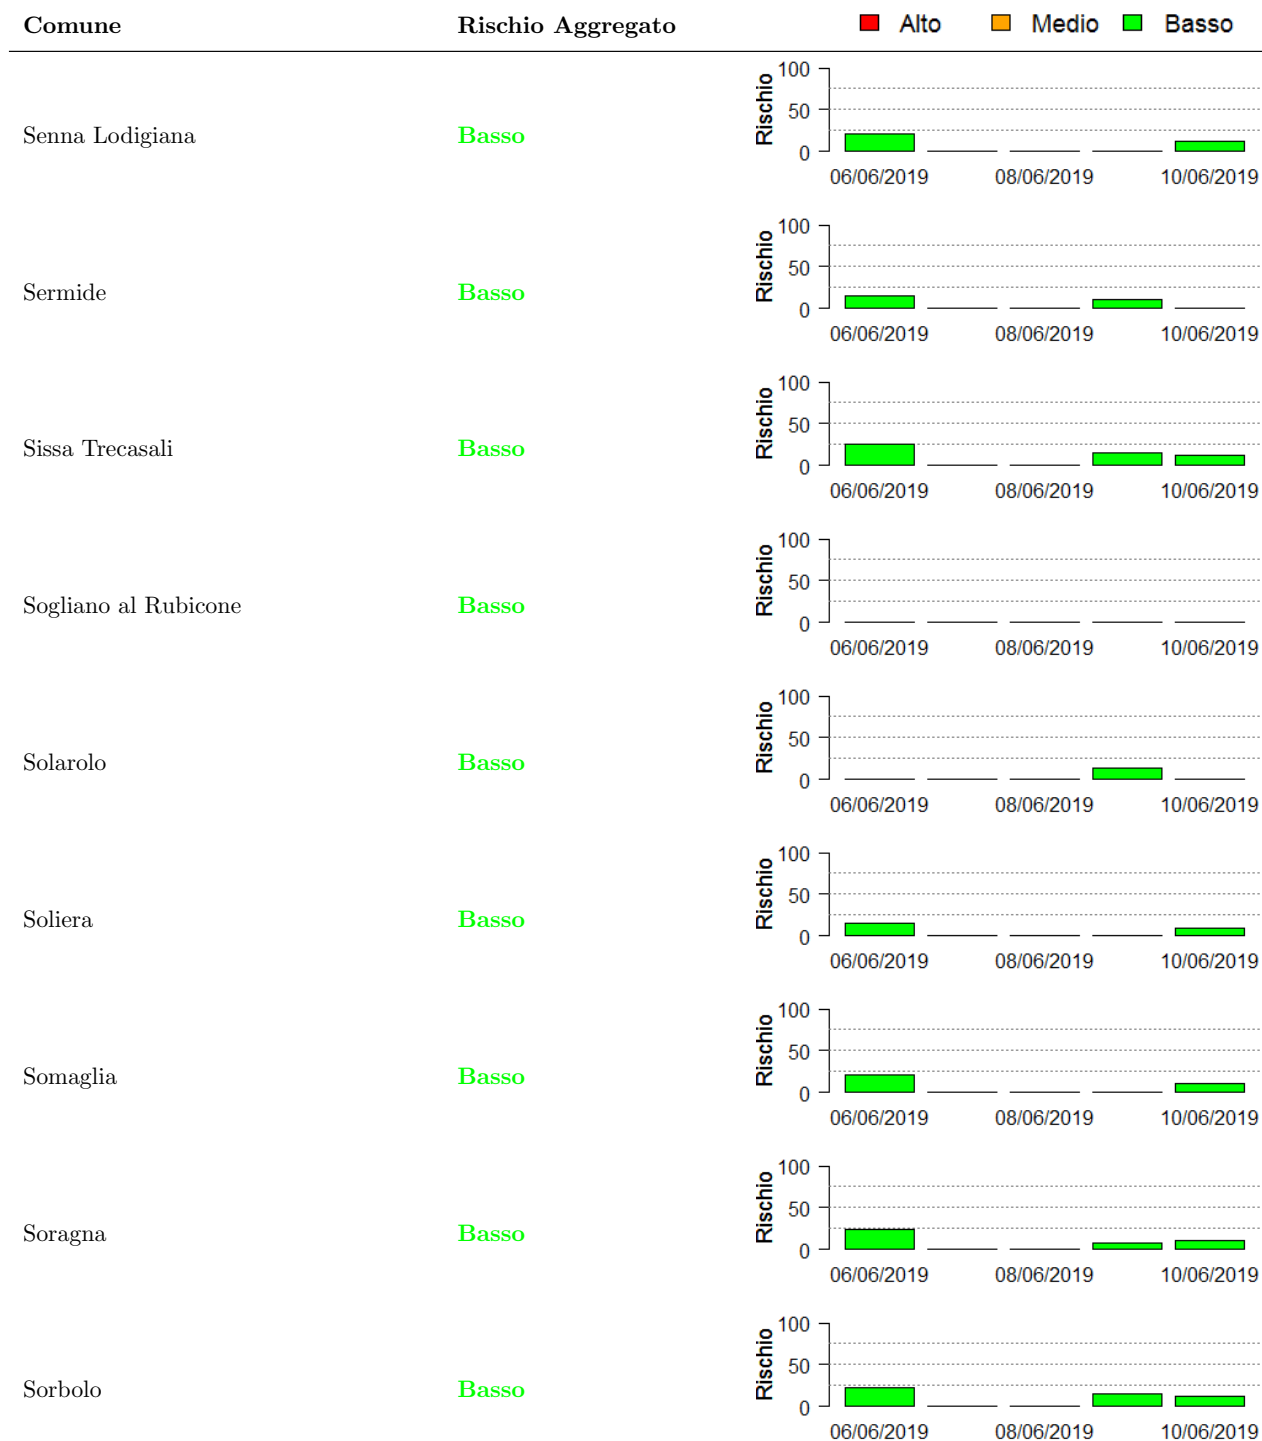 Comune Rischio Aggregato Alto Medio Basso
Senna Lodigiana Basso Rischio 100 50 0
06/06/2019 08/06/2019 10/06/2019
Sermide Basso Rischio 100 50 0
06/06/2019 08/06/2019 10/06/2019
Sissa Trecasali Basso Rischio 100 50 0
06/06/2019 08/06/2019 10/06/2019
Sogliano al Rubicone Basso Rischio 100 50 0
06/06/2019 08/06/2019 10/06/2019
Solarolo Basso Rischio 100 50 0
06/06/2019 08/06/2019 10/06/2019
Soliera Basso Rischio 100 50 0
06/06/2019 08/06/2019 10/06/2019
Somaglia Basso Rischio 100 50 0
06/06/2019 08/06/2019 10/06/2019
Soragna Basso Rischio 100 50 0
06/06/2019 08/06/2019 10/06/2019
Sorbolo Basso Rischio 100 50 0
06/06/2019 08/06/2019 10/06/2019